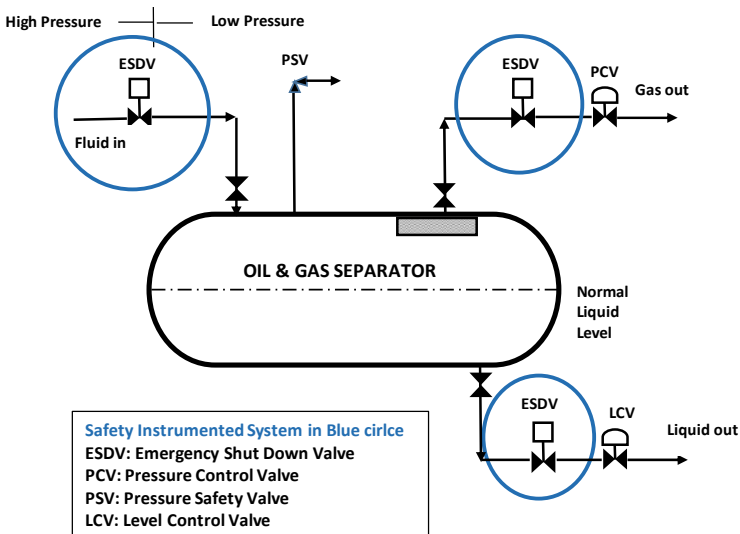 High Pressure
Low Pressure
ESDV
Fluid in
PSV
ESDV
PCV
Gas out
OIL & GAS SEPARATOR
Normal
Liquid
Level
ESDV
LCV
Liquid out
Safety Instrumented System in Blue cirlce
ESDV: Emergency Shut Down Valve
PCV: Pressure Control Valve
PSV: Pressure Safety Valve
LCV: Level Control Valve